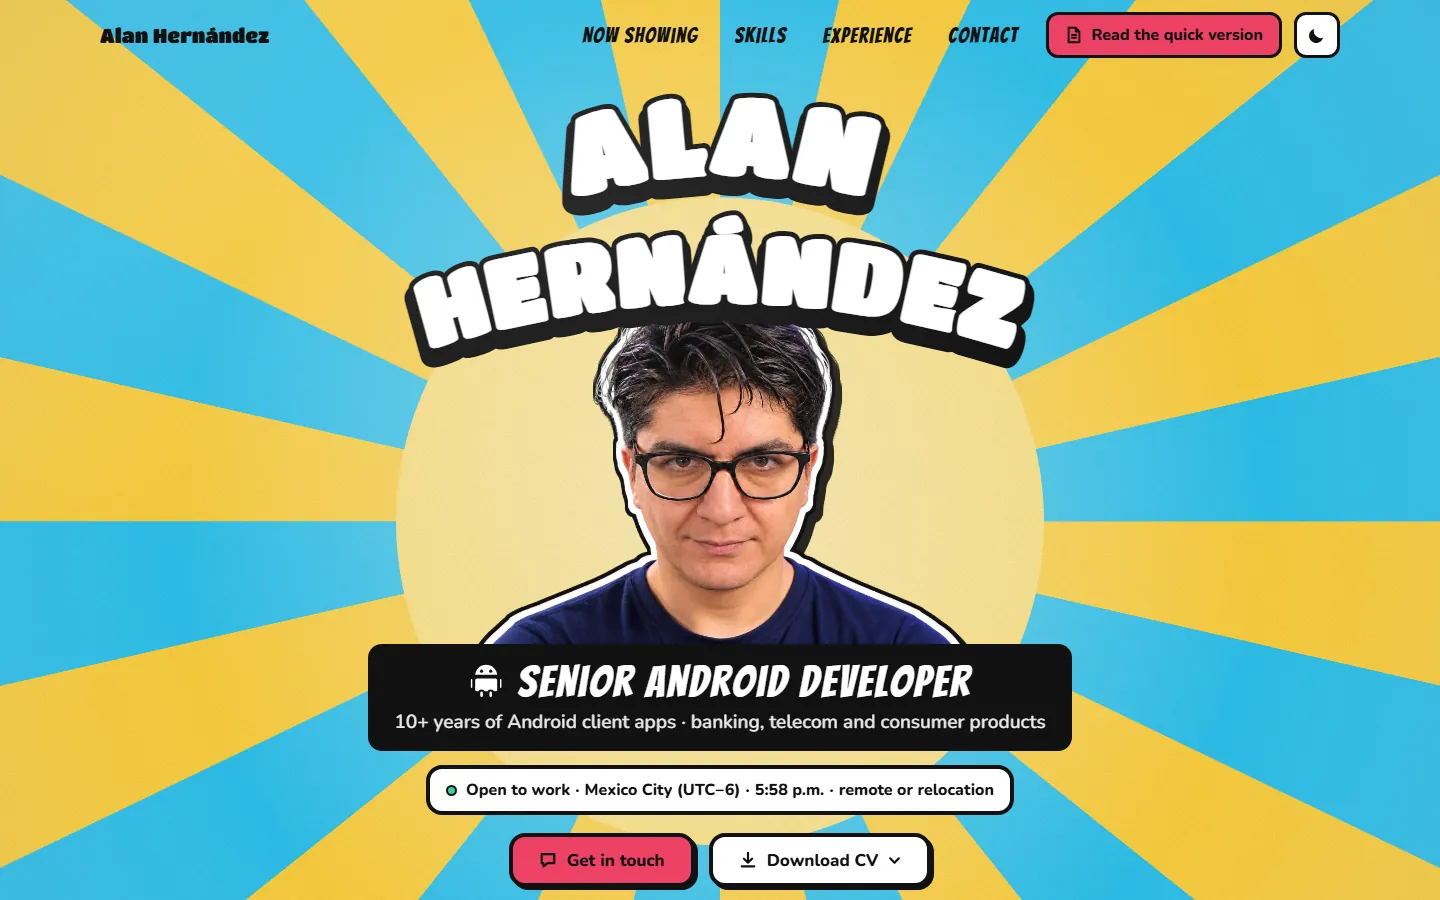 Alan Hernández
NOW SHOWING
SKILLS
EXPERIENCE
CONTACT
Read the quick version
ALAN
HERNÁNDEZ
SENIOR ANDROID DEVELOPER
10+ years of Android client apps · banking, telecom and consumer products
Open to work · Mexico City (UTC−6) · 5:58 p.m. · remote or relocation
Get in touch
Download CV